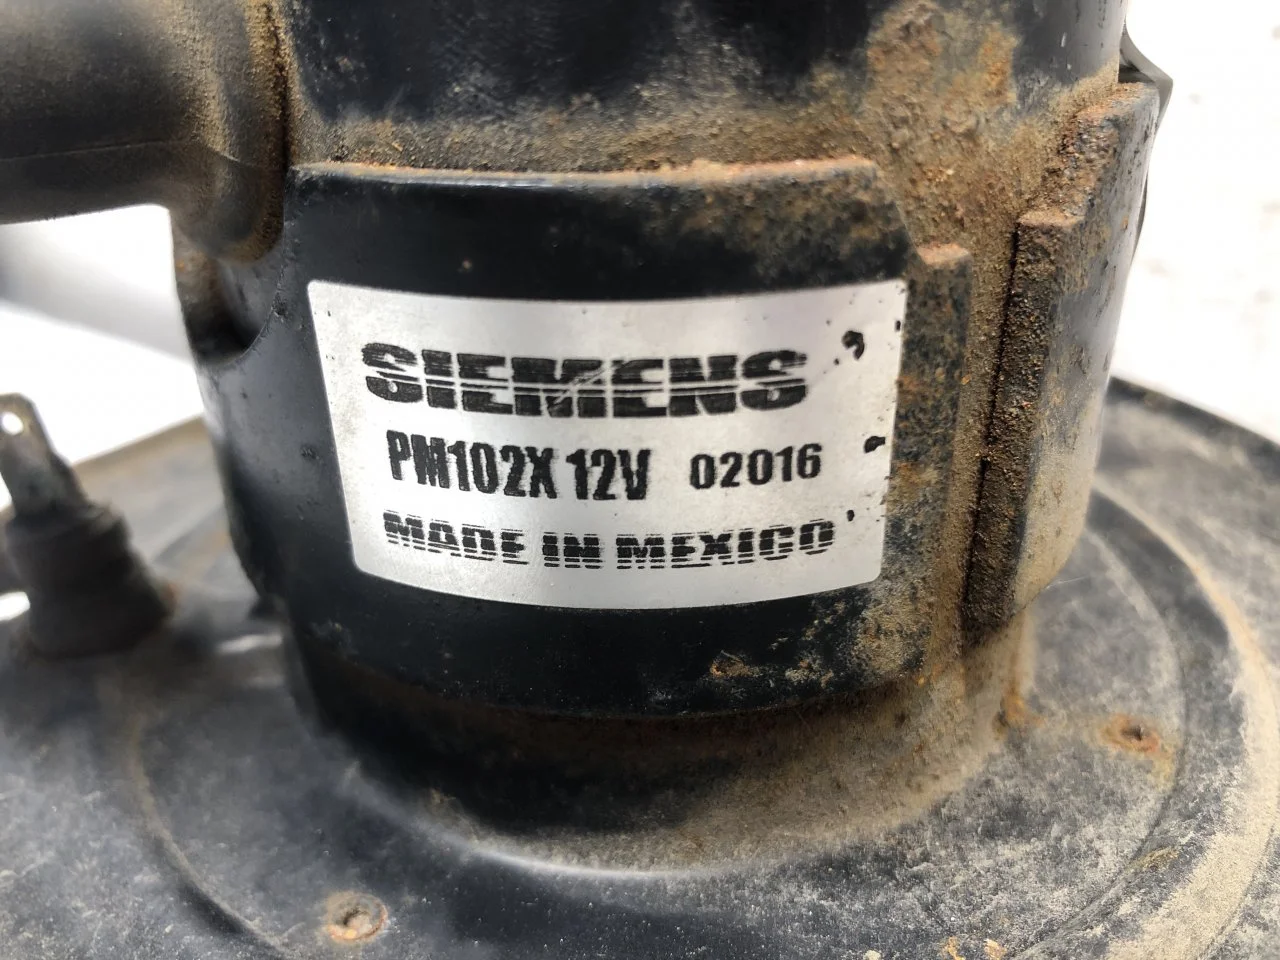 SIEMENS
PM102X 12V 02016
MADE IN MEXICO